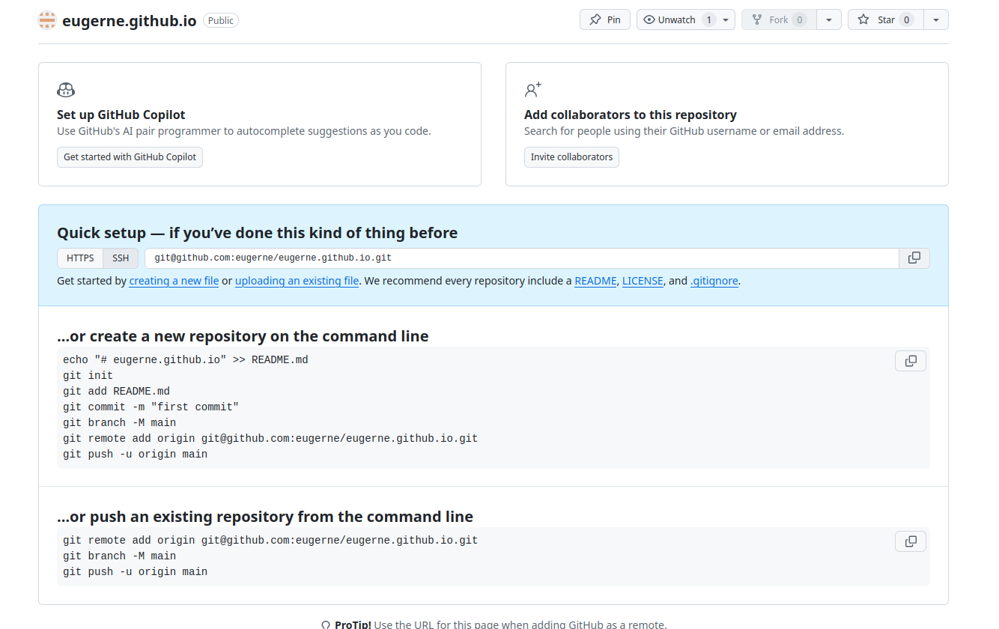 eugerne.github.io Public Pin Unwatch 1 Fork 0 Star 0
Set up GitHub Copilot
Use GitHub's AI pair programmer to autocomplete suggestions as you code.
Get started with GitHub Copilot
Add collaborators to this repository
Search for people using their GitHub username or email address.
Invite collaborators
Quick setup — if you’ve done this kind of thing before
HTTPS SSH git@github.com:eugerne/eugerne.github.io.git
Get started by creating a new file or uploading an existing file. We recommend every repository include a README, LICENSE, and .gitignore.
…or create a new repository on the command line
echo "# eugerne.github.io" >> README.md
git init
git add README.md
git commit -m "first commit"
git branch -M main
git remote add origin git@github.com:eugerne/eugerne.github.io.git
git push -u origin main
…or push an existing repository from the command line
git remote add origin git@github.com:eugerne/eugerne.github.io.git
git branch -M main
git push -u origin main
ProTip! Use the URL for this page when adding GitHub as a remote.